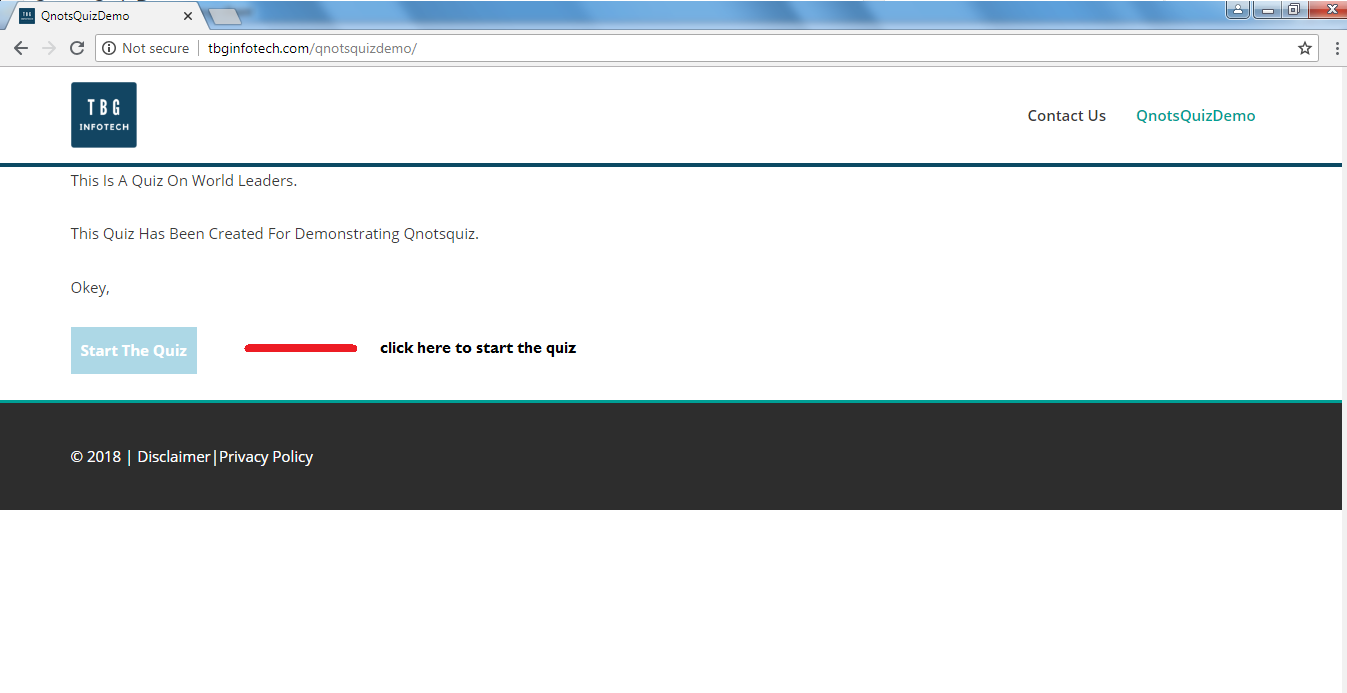 QnotsQuizDemo
Not secure | tbginfotech.com/qnotsquizdemo/
TBG
INFOTECH
Contact Us QnotsQuizDemo
This Is A Quiz On World Leaders.
This Quiz Has Been Created For Demonstrating Qnotsquiz.
Okey,
Start The Quiz click here to start the quiz
© 2018 | Disclaimer|Privacy Policy